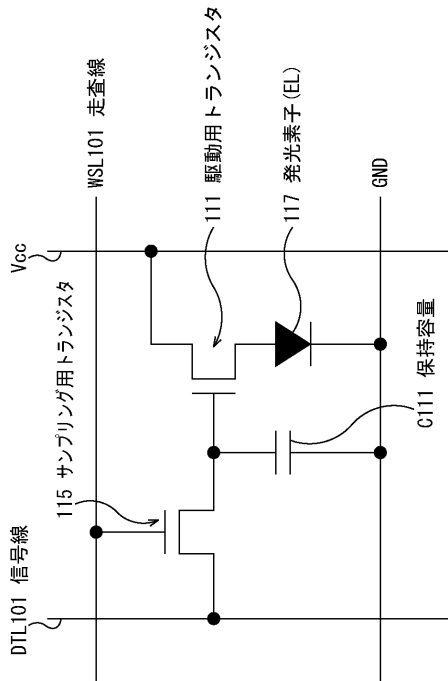 DTL101 信号線
115 サンプリング用トランジスタ
Vcc
WSL101 走査線
111 駆動用トランジスタ
117 発光素子(EL)
C111 保持容量
GND